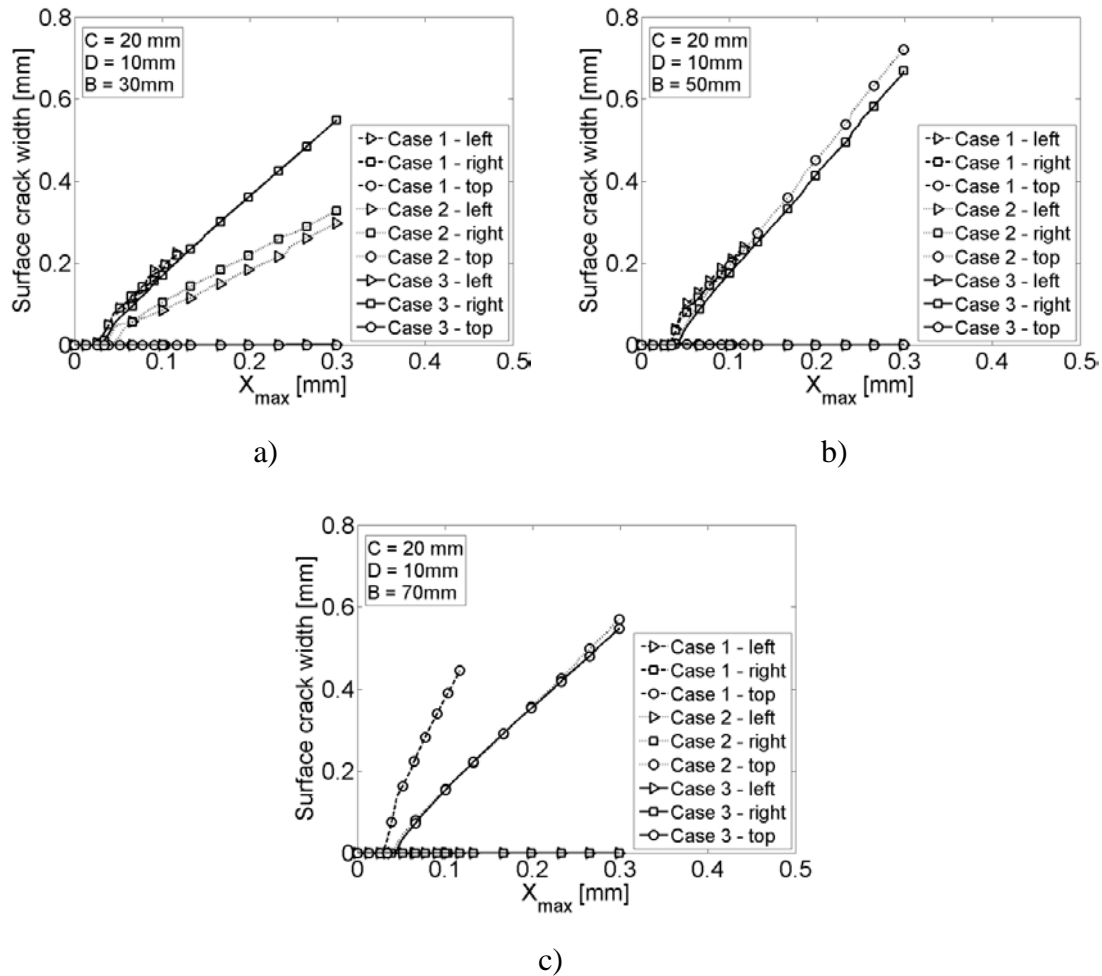 0.8
0.6
0.4
0.2
0
Surface crack width [mm]
C = 20 mm
D = 10mm
B = 30mm
Case 1 - left
Case 1 - right
Case 1 - top
Case 2 - left
Case 2 - right
Case 2 - top
Case 3 - left
Case 3 - right
Case 3 - top
0 0.1 0.2 0.3 0.4 0.5
Xmax [mm]
a)
0.8
0.6
0.4
0.2
0
Surface crack width [mm]
C = 20 mm
D = 10mm
B = 50mm
Case 1 - left
Case 1 - right
Case 1 - top
Case 2 - left
Case 2 - right
Case 2 - top
Case 3 - left
Case 3 - right
Case 3 - top
0 0.1 0.2 0.3 0.4 0.5
Xmax [mm]
b)
0.8
0.6
0.4
0.2
0
Surface crack width [mm]
C = 20 mm
D = 10mm
B = 70mm
Case 1 - left
Case 1 - right
Case 1 - top
Case 2 - left
Case 2 - right
Case 2 - top
Case 3 - left
Case 3 - right
Case 3 - top
0 0.1 0.2 0.3 0.4 0.5
Xmax [mm]
c)